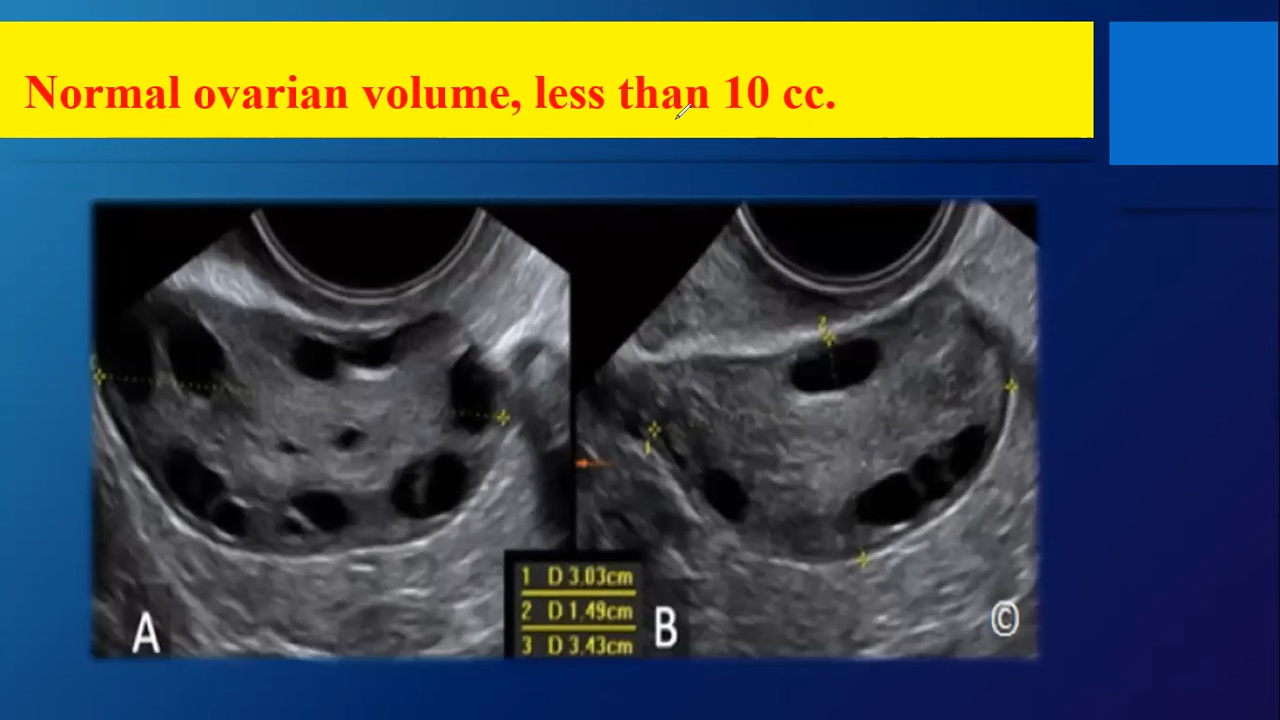 Normal ovarian volume, less than 10 cc.
1 D 3.03cm
2 D 1.49cm
3 D 3.43cm
A
B
©